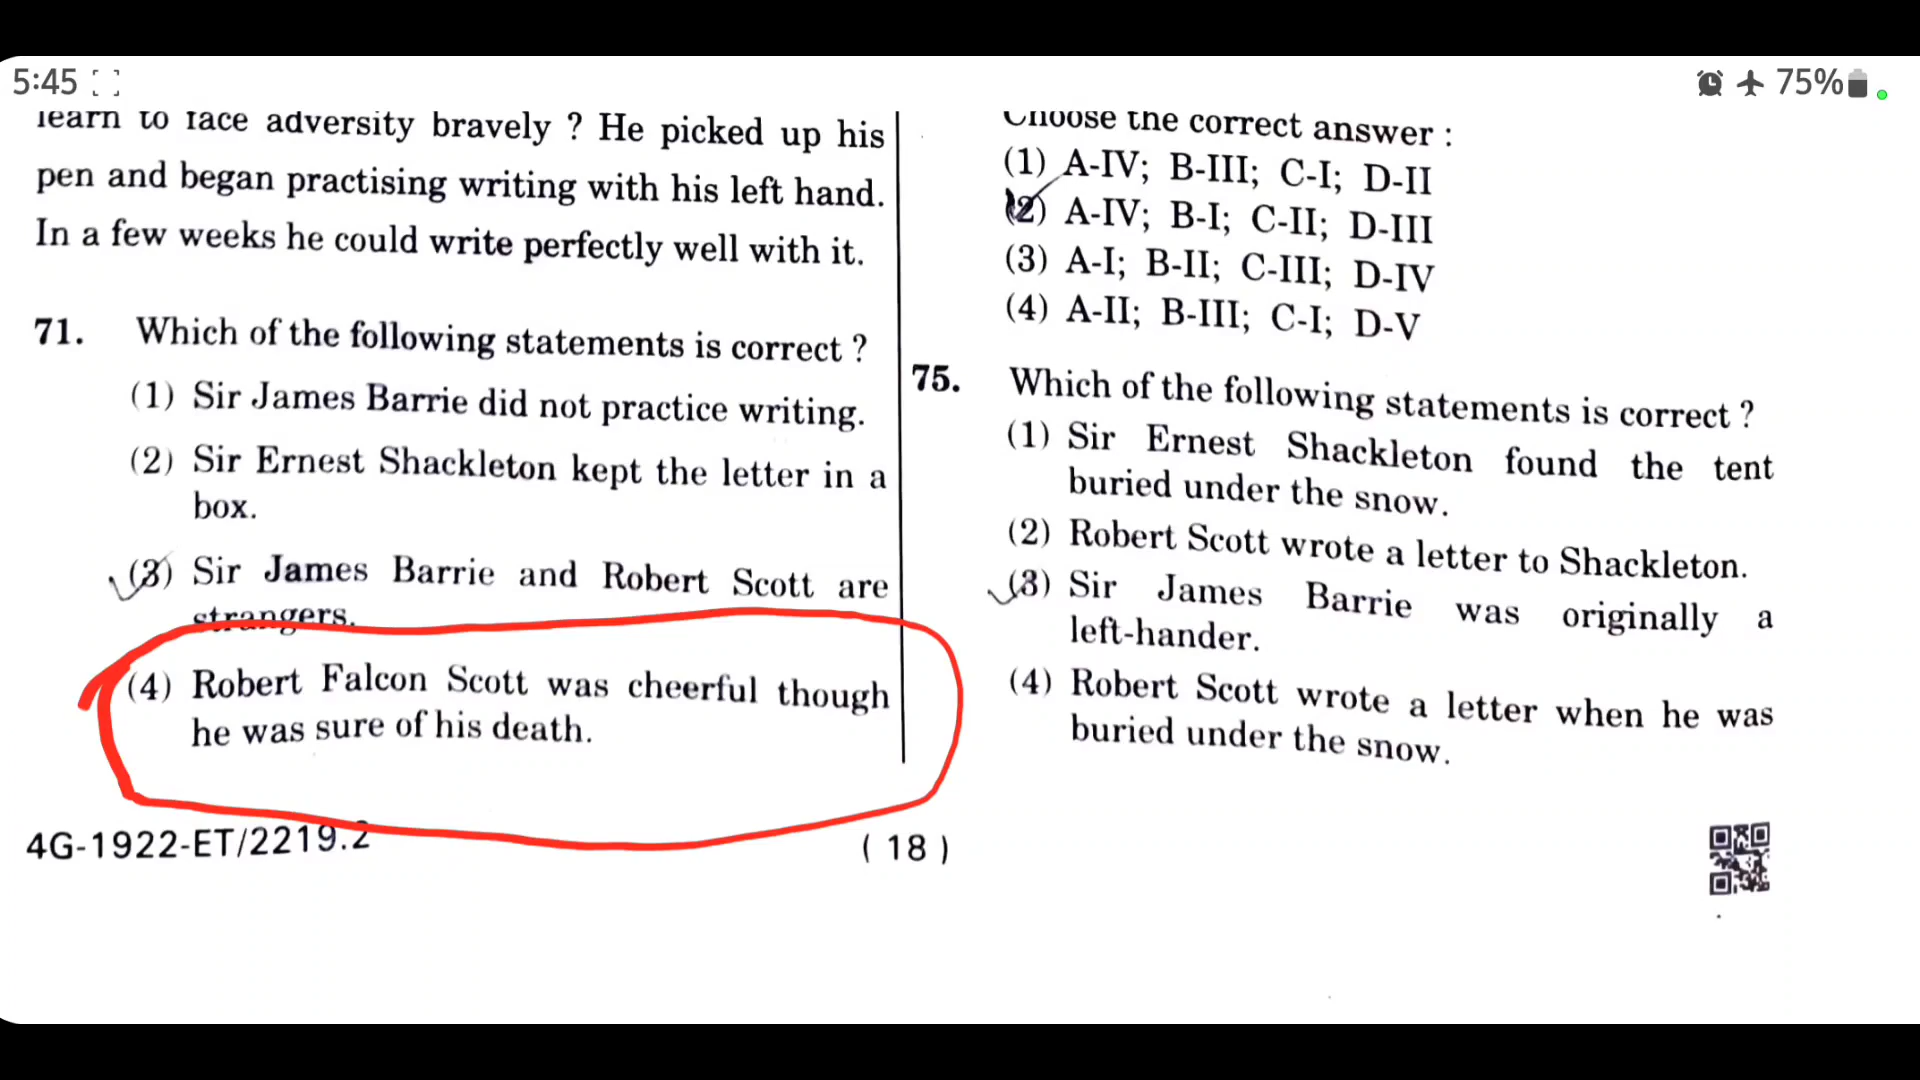 5:45
75%
learn to face adversity bravely ? He picked up his
pen and began practising writing with his left hand.
In a few weeks he could write perfectly well with it.
71. Which of the following statements is correct ?
(1) Sir James Barrie did not practice writing.
(2) Sir Ernest Shackleton kept the letter in a
box.
(3) Sir James Barrie and Robert Scott are
strangers.
(4) Robert Falcon Scott was cheerful though
he was sure of his death.
Choose the correct answer :
(1) A-IV; B-III; C-I; D-II
(2) A-IV; B-I; C-II; D-III
(3) A-I; B-II; C-III; D-IV
(4) A-II; B-III; C-I; D-V
75. Which of the following statements is correct ?
(1) Sir Ernest Shackleton found the tent
buried under the snow.
(2) Robert Scott wrote a letter to Shackleton.
(3) Sir James Barrie was originally a
left-hander.
(4) Robert Scott wrote a letter when he was
buried under the snow.
4G-1922-ET/2219.2
( 18 )